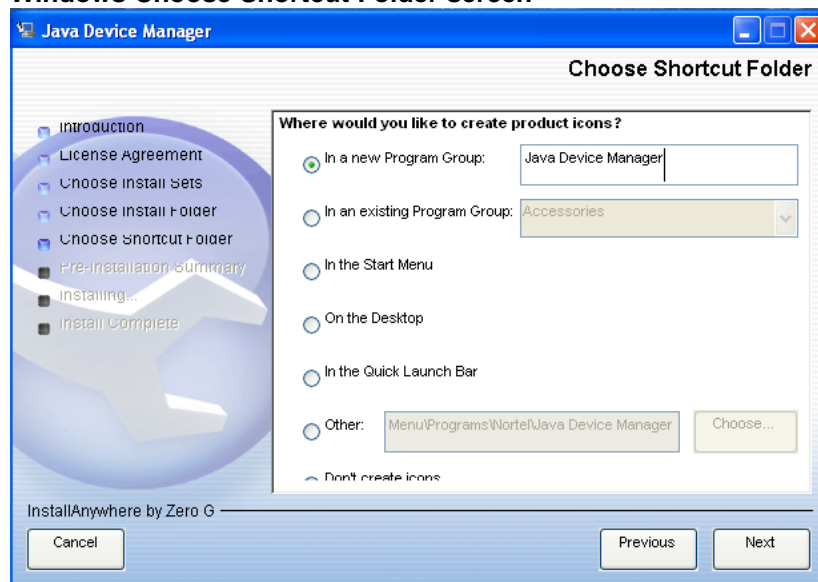 Windows Choose Shortcut Folder screen
Java Device Manager
Choose Shortcut Folder
Introduction
License Agreement
Choose Install Sets
Choose Install Folder
Choose Shortcut Folder
Pre-Installation Summary
Installing...
Install Complete
Where would you like to create product icons?
In a new Program Group: Java Device Manager
In an existing Program Group: Accessories
In the Start Menu
On the Desktop
In the Quick Launch Bar
Other: Menu\Programs\Nortel\Java Device Manager Choose...
Don't create icons
InstallAnywhere by Zero G
Cancel Previous Next